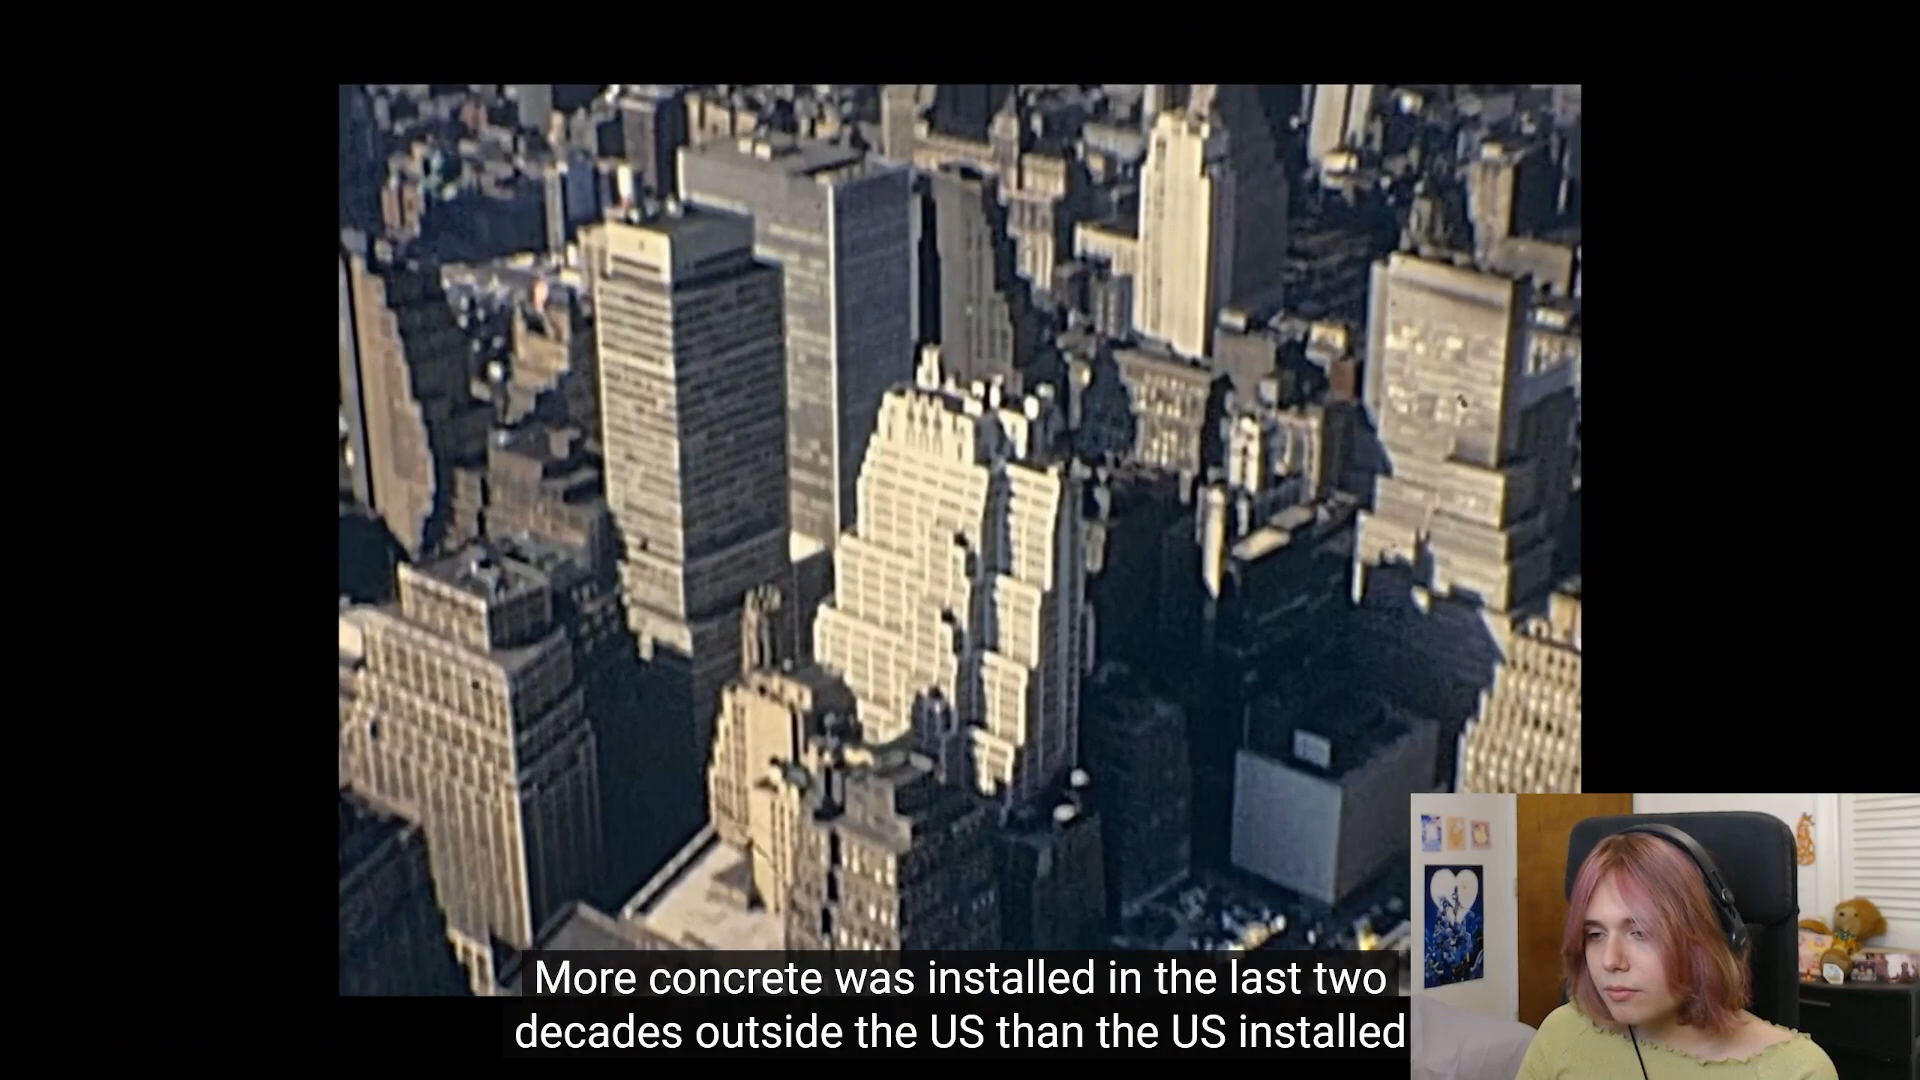 More concrete was installed in the last two
decades outside the US than the US installed